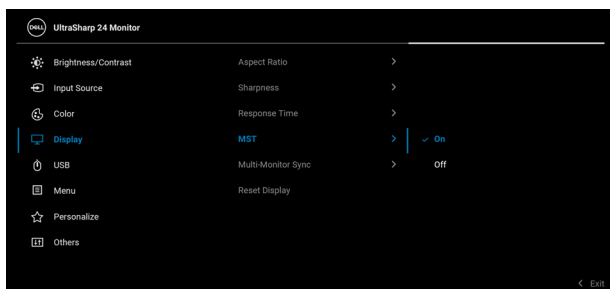 DELL UltraSharp 24 Monitor
Brightness/Contrast Aspect Ratio
Input Source Sharpness
Color Response Time
Display MST On
USB Multi-Monitor Sync Off
Menu Reset Display
Personalize
Others
Exit